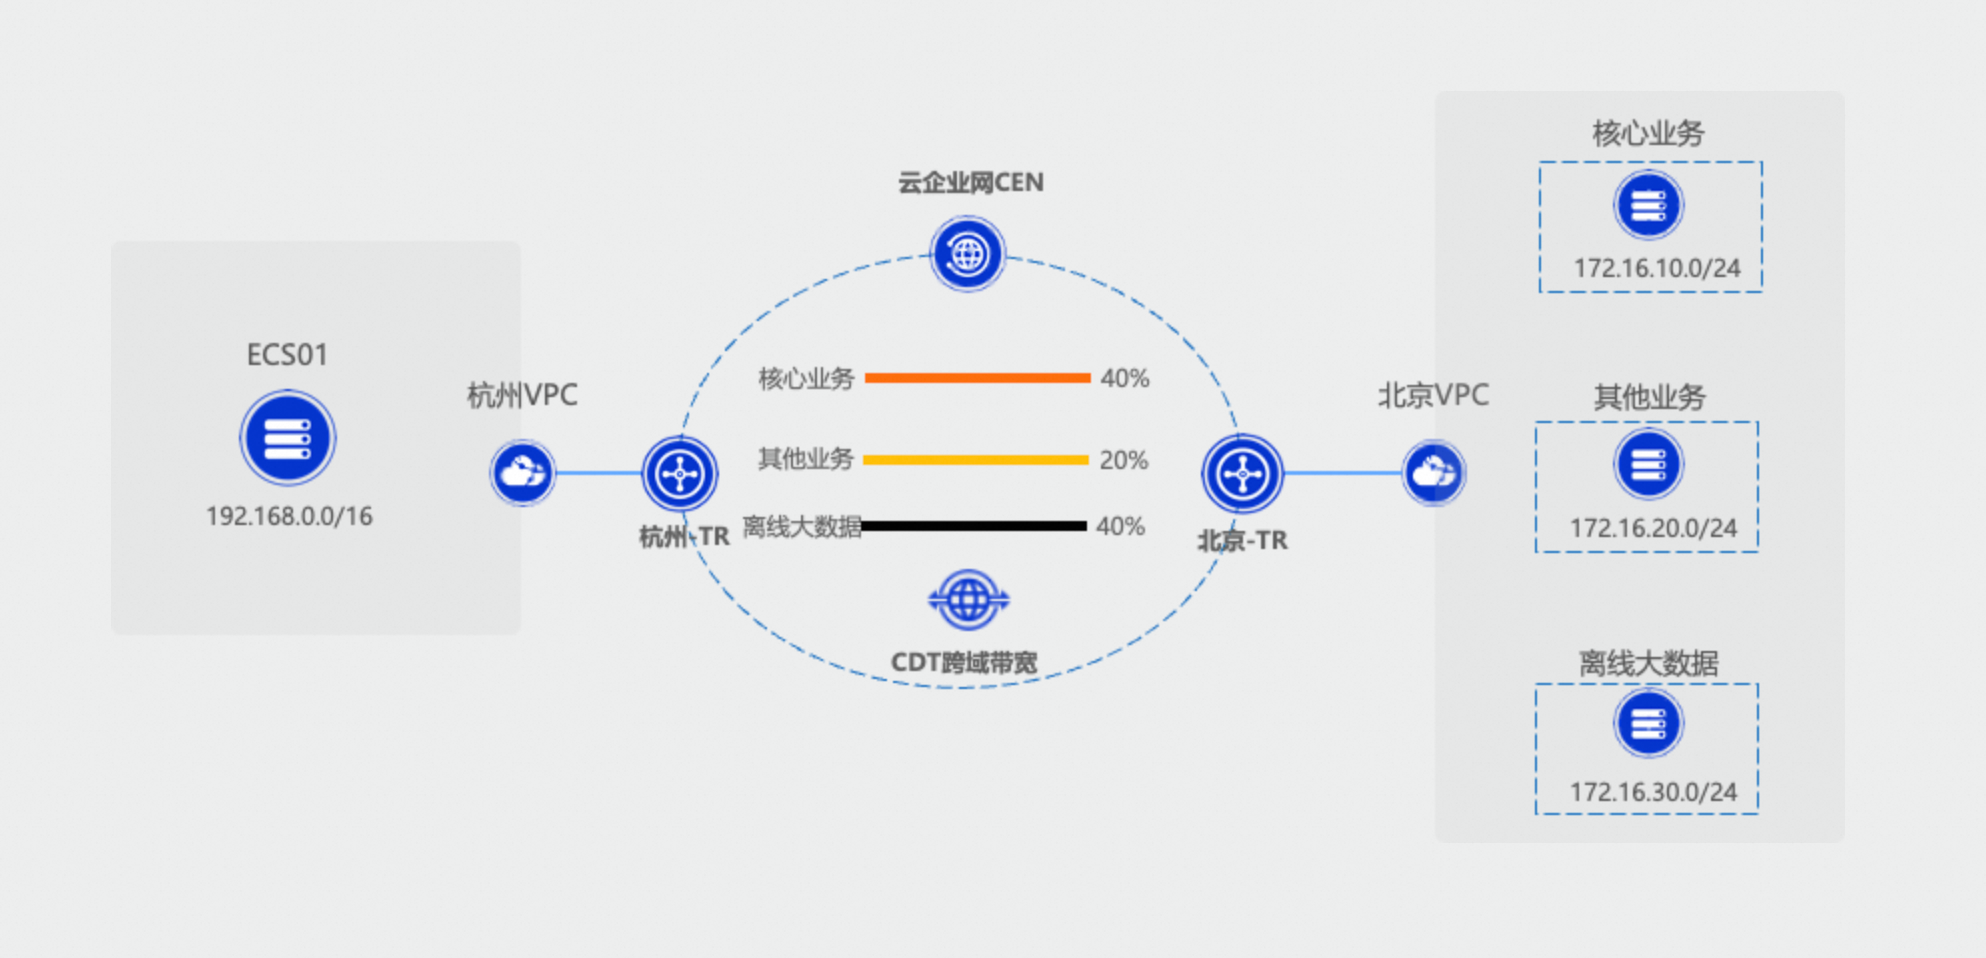 云企业网CEN
ECS01
192.168.0.0/16
杭州VPC
杭州-TR
核心业务 40%
其他业务 20%
离线大数据 40%
CDT跨域带宽
北京-TR
北京VPC
核心业务
172.16.10.0/24
其他业务
172.16.20.0/24
离线大数据
172.16.30.0/24